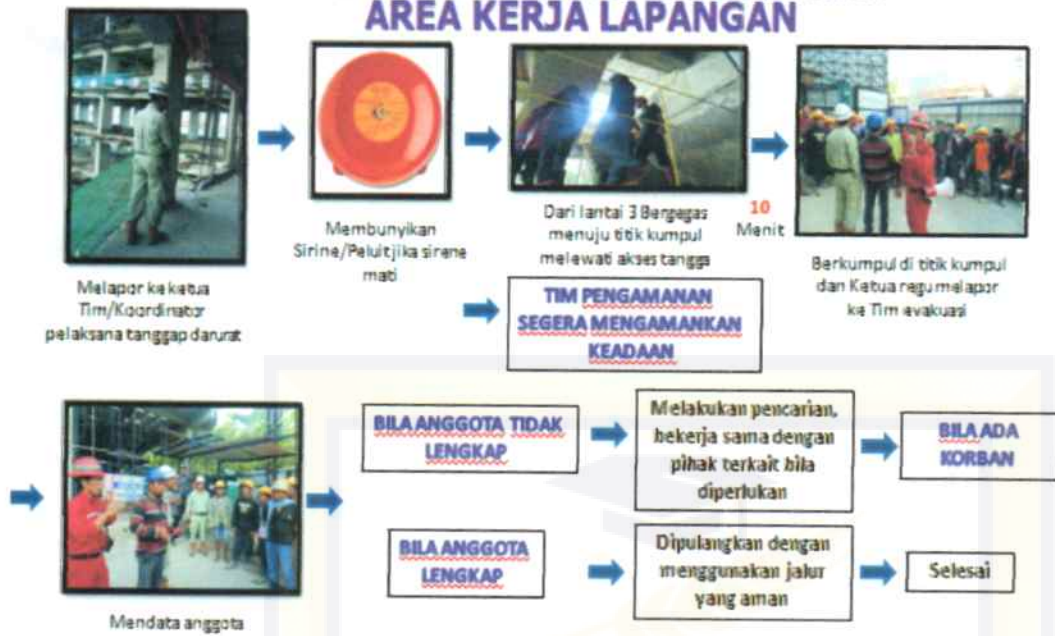 AREA KERJA LAPANGAN
Melapor ke ketua
Tim/Koordinator
pelaksana tanggap darurat
Membunyikan
Sirine/Peluit jika sirene
mati
Dari lantai 3 Bergegas
menuju titik kumpul
melewati akses tangga
10
Menit
Berkumpul di titik kumpul
dan Ketua regu melapor
ke Tim evakuasi
TIM PENGAMANAN
SEGERA MENGAMANKAN
KEADAAN
Mendata anggota
BILA ANGGOTA TIDAK
LENGKAP
Melakukan pencarian,
bekerja sama dengan
pihak terkait bila
diperlukan
BILA ADA
KORBAN
BILA ANGGOTA
LENGKAP
Dipulangkan dengan
menggunakan jalur
yang aman
Selesai